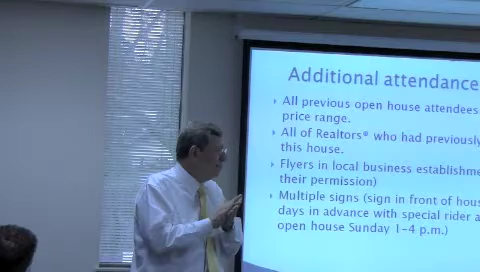 Additional attendance
All previous open house attendees
price range.
All of Realtors® who had previously
this house.
Flyers in local business
their permission)
Multiple signs (sign in front of
days in advance with special rider
open house Sunday 1-4 p.m.)